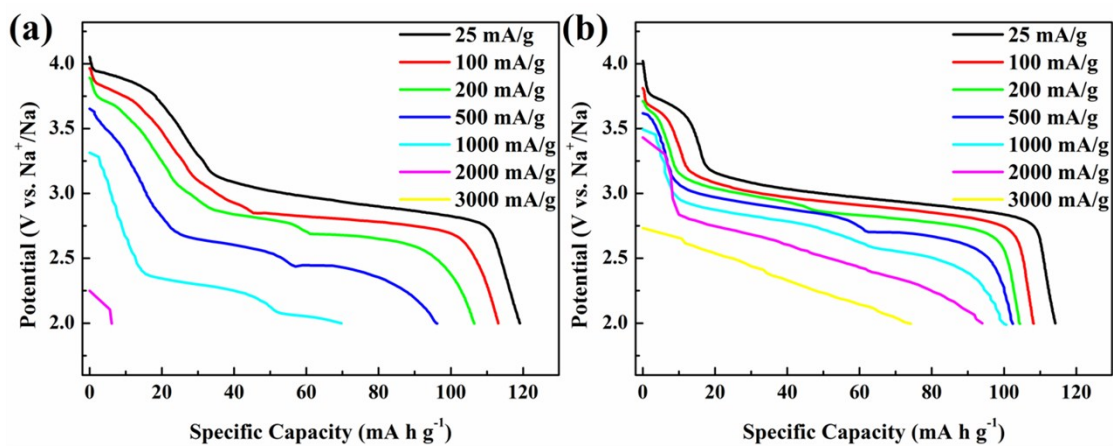 (a)
25 mA/g
100 mA/g
200 mA/g
500 mA/g
1000 mA/g
2000 mA/g
3000 mA/g
4.0
3.5
3.0
2.5
2.0
Potential (V vs. Na⁺/Na)
0 20 40 60 80 100 120
Specific Capacity (mA h g⁻¹)
(b)
25 mA/g
100 mA/g
200 mA/g
500 mA/g
1000 mA/g
2000 mA/g
3000 mA/g
4.0
3.5
3.0
2.5
2.0
Potential (V vs. Na⁺/Na)
0 20 40 60 80 100 120
Specific Capacity (mA h g⁻¹)